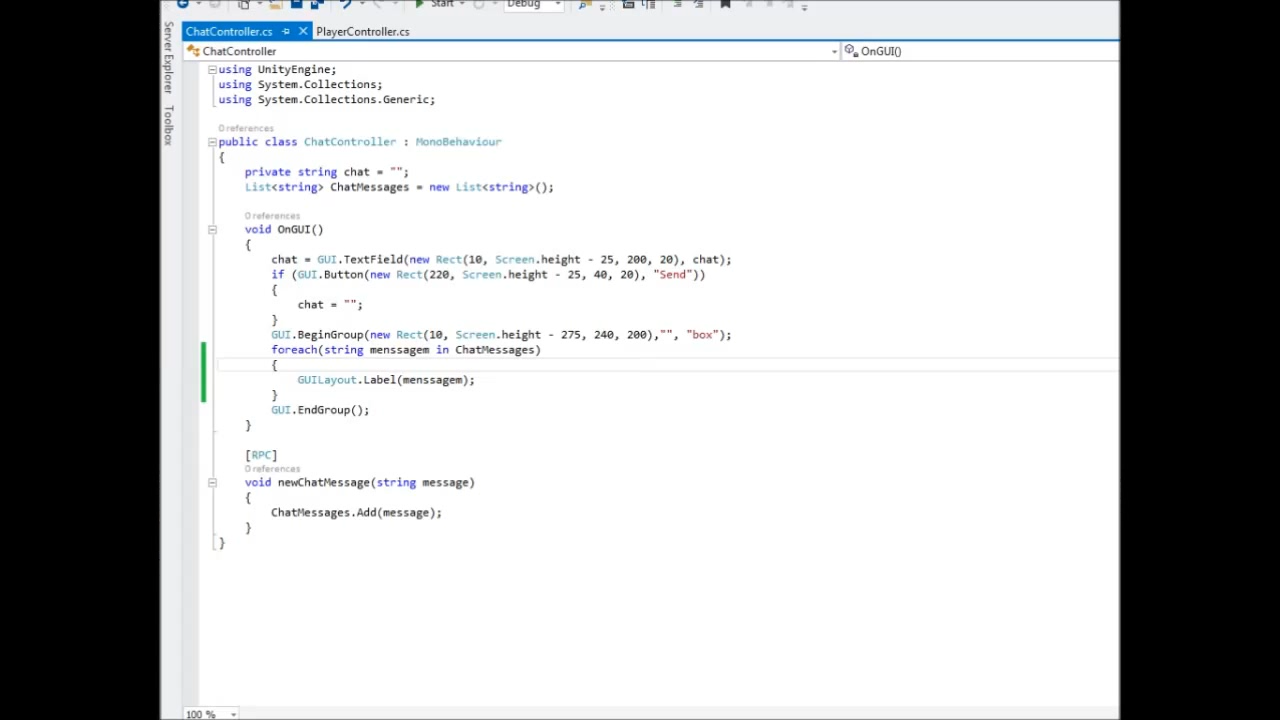 Start
Debug
Server Explorer
Toolbox
ChatController.cs
PlayerController.cs
ChatController
OnGUI()
using UnityEngine;
using System.Collections;
using System.Collections.Generic;
0 references
public class ChatController : MonoBehaviour
{
private string chat = "";
List<string> ChatMessages = new List<string>();
0 references
void OnGUI()
{
chat = GUI.TextField(new Rect(10, Screen.height - 25, 200, 20), chat);
if (GUI.Button(new Rect(220, Screen.height - 25, 40, 20), "Send"))
{
chat = "";
}
GUI.BeginGroup(new Rect(10, Screen.height - 275, 240, 200),"", "box");
foreach(string menssagem in ChatMessages)
{
GUILayout.Label(menssagem);
}
GUI.EndGroup();
}
[RPC]
0 references
void newChatMessage(string message)
{
ChatMessages.Add(message);
}
}
100 %